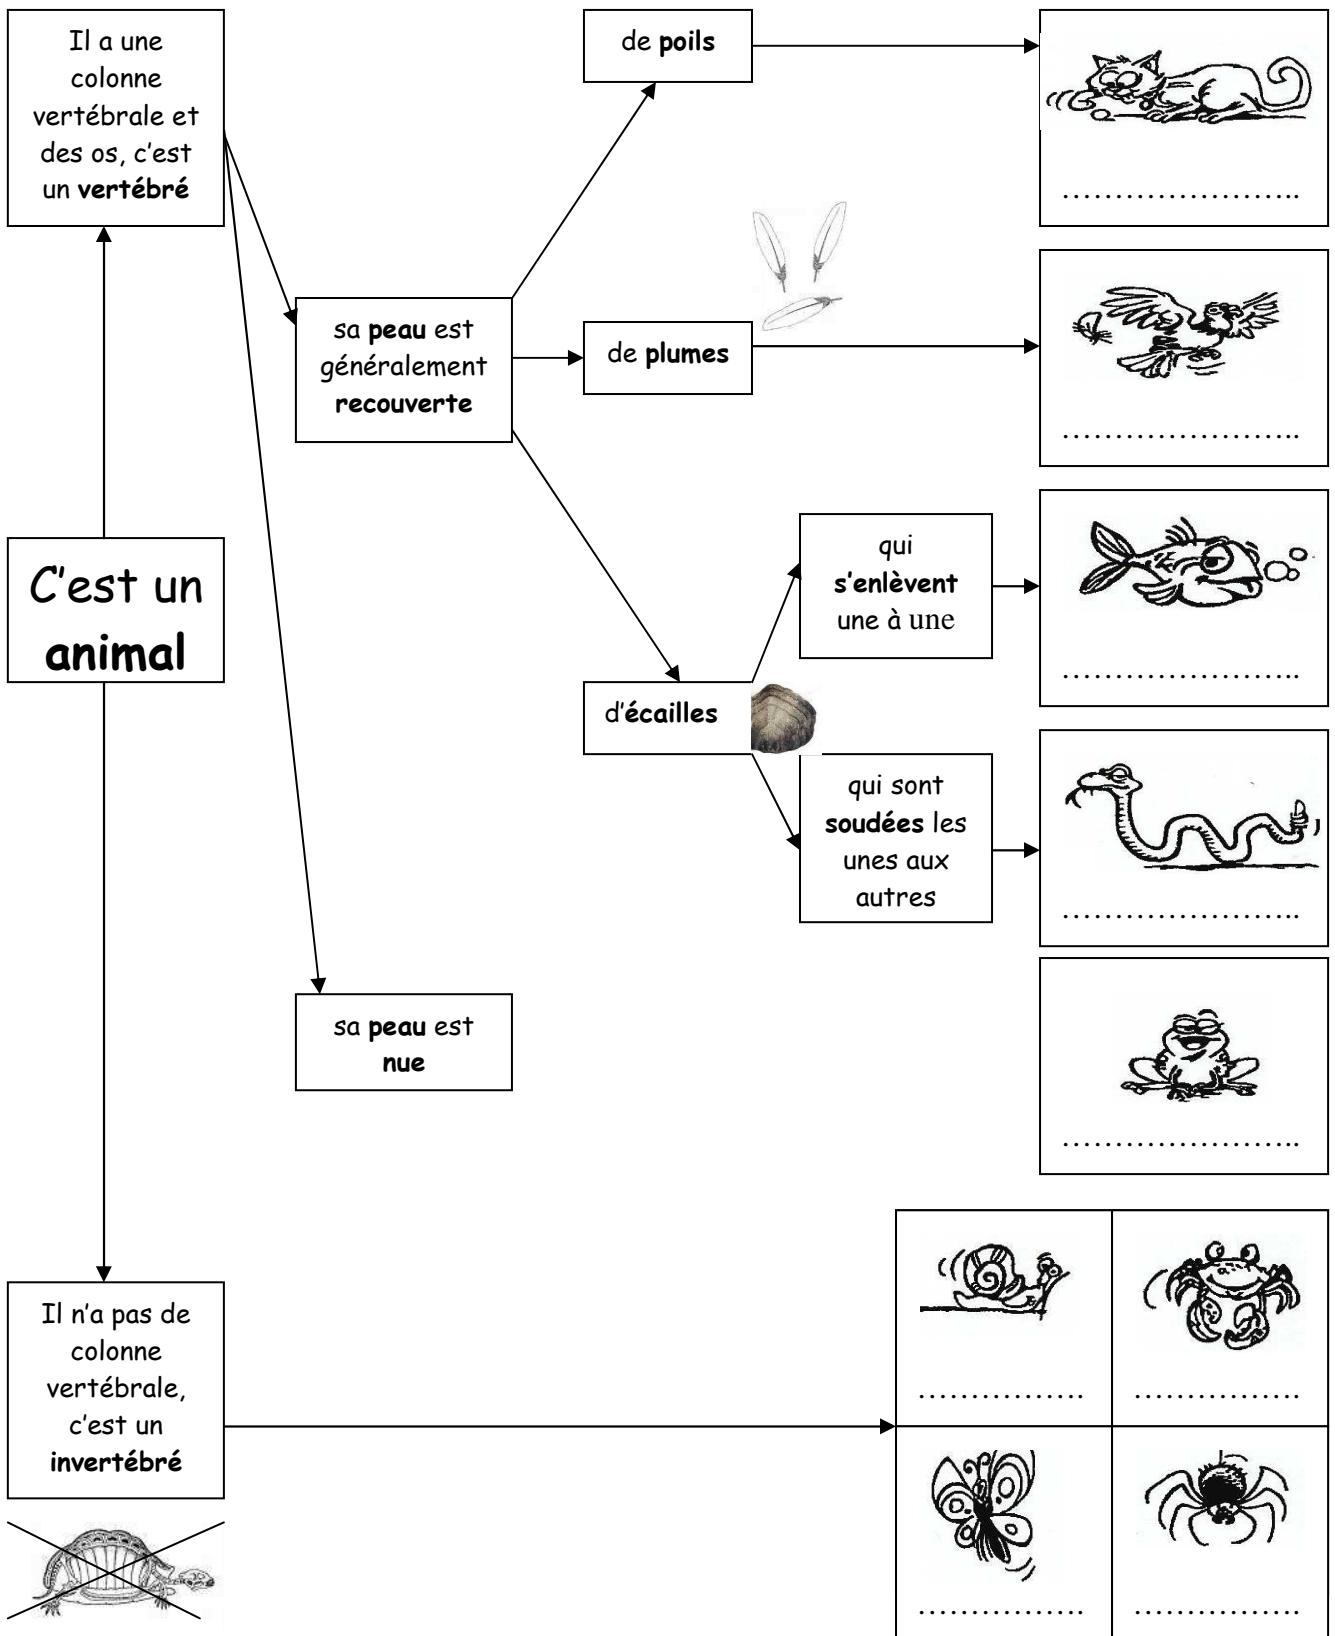 Il a une
colonne
vertébrale et
des os, c’est
un vertébré
de poils
……………………..
sa peau est
généralement
recouverte
de plumes
……………………..
C’est un
animal
qui
s’enlèvent
une à une
……………………..
d’écailles
qui sont
soudées les
unes aux
autres
……………………..
sa peau est
nue
……………………..
Il n’a pas de
colonne
vertébrale,
c’est un
invertébré
…………….
…………….
…………….
…………….